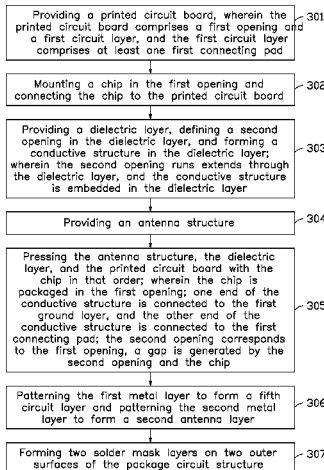 Providing a printed circuit board, wherein the
printed circuit board comprises a first opening and
a first circuit layer, and the first circuit layer
comprises at least one first connecting pad
301
Mounting a chip in the first opening and
connecting the chip to the printed circuit board
302
Providing a dielectric layer, defining a second
opening in the dielectric layer, and forming a
conductive structure in the dielectric layer;
wherein the second opening runs extends through
the dielectric layer, and the conductive structure
is embedded in the dielectric layer
303
Providing an antenna structure
304
Pressing the antenna structure, the dielectric
layer, and the printed circuit board with the
chip in that order; wherein the chip is
packaged in the first opening; one end of the
conductive structure is connected to the first
ground layer, and the other end of the
conductive structure is connected to the first
connecting pad; the second opening corresponds
to the first opening, a gap is generated by the
second opening and the chip
305
Patterning the first metal layer to form a fifth
circuit layer and patterning the second metal
layer to form a second antenna layer
306
Forming two solder mask layers on two outer
surfaces of the package circuit structure
307